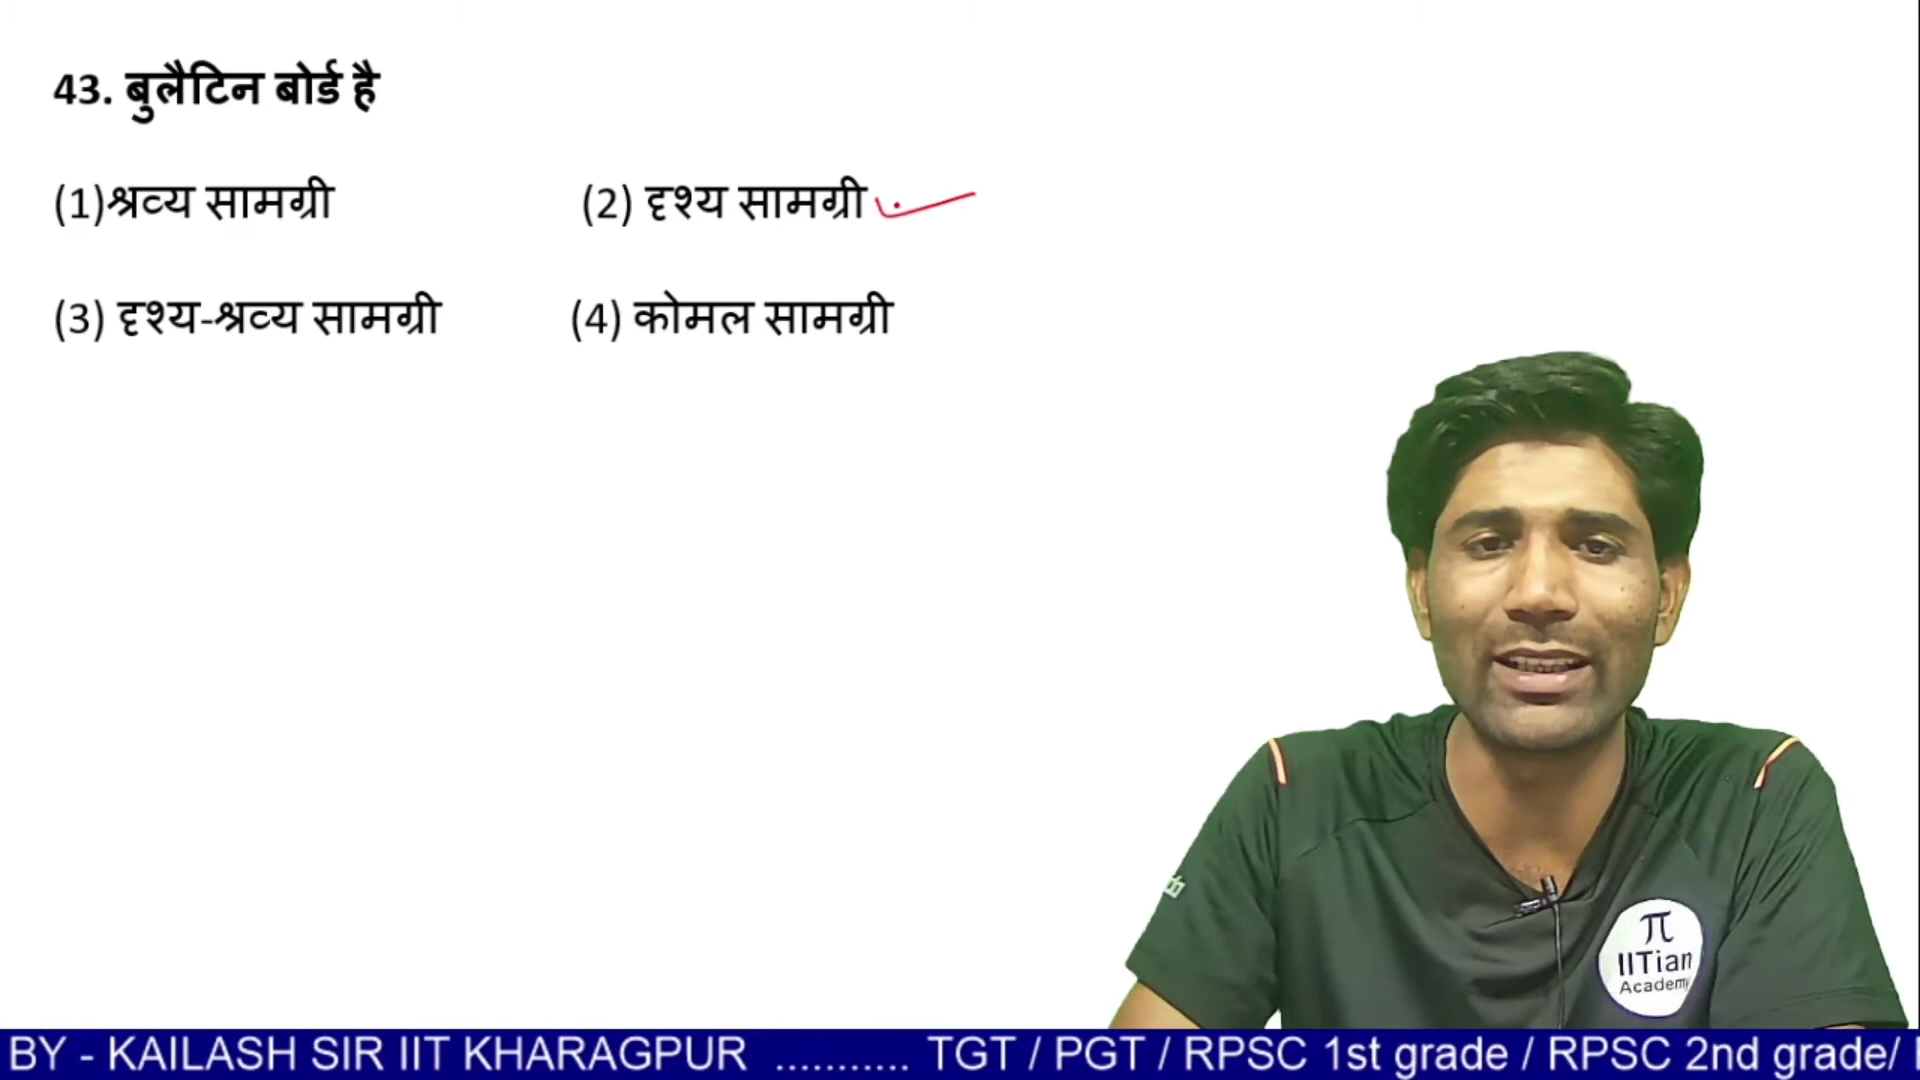 43. बुलैटिन बोर्ड है
(1)श्रव्य सामग्री (2) दृश्य सामग्री
(3) दृश्य-श्रव्य सामग्री (4) कोमल सामग्री
π
IITian
Academy
BY - KAILASH SIR IIT KHARAGPUR ........... TGT / PGT / RPSC 1st grade / RPSC 2nd grade/